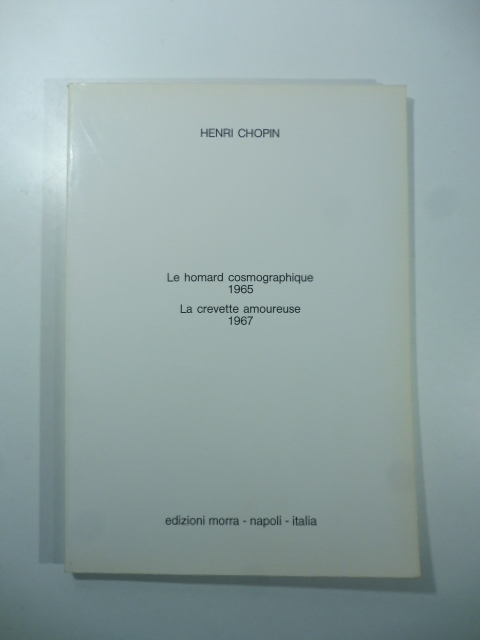 HENRI CHOPIN
Le homard cosmographique
1965
La crevette amoureuse
1967
edizioni morra - napoli - italia